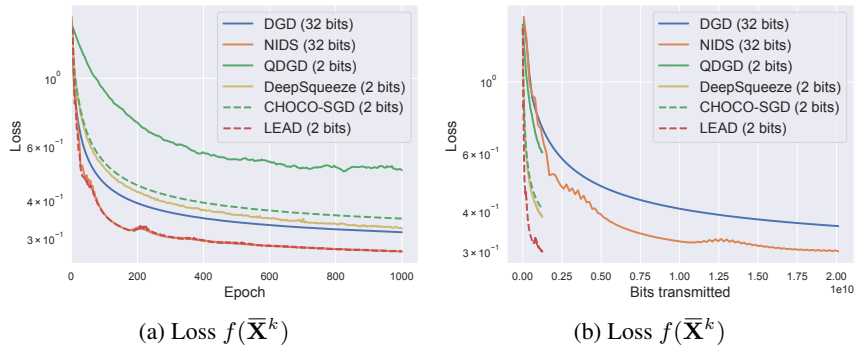 DGD (32 bits)
NIDS (32 bits)
QDGD (2 bits)
DeepSqueeze (2 bits)
CHOCO-SGD (2 bits)
LEAD (2 bits)
Loss
10⁰
6 × 10⁻¹
4 × 10⁻¹
3 × 10⁻¹
0 200 400 600 800 1000
Epoch
(a) Loss f(X̄ᵏ)
DGD (32 bits)
NIDS (32 bits)
QDGD (2 bits)
DeepSqueeze (2 bits)
CHOCO-SGD (2 bits)
LEAD (2 bits)
Loss
10⁰
6 × 10⁻¹
4 × 10⁻¹
3 × 10⁻¹
0.00 0.25 0.50 0.75 1.00 1.25 1.50 1.75 2.00
1e10
Bits transmitted
(b) Loss f(X̄ᵏ)